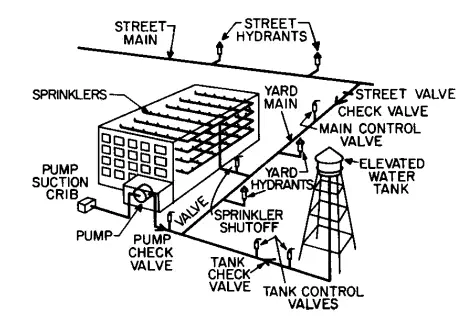 STREET
MAIN
STREET
HYDRANTS
SPRINKLERS
YARD
MAIN
STREET VALVE
CHECK VALVE
MAIN CONTROL
VALVE
ELEVATED
WATER
TANK
PUMP
SUCTION
CRIB
VALVE
YARD
HYDRANTS
SPRINKLER
SHUTOFF
PUMP
PUMP
CHECK
VALVE
TANK
CHECK
VALVE
TANK CONTROL
VALVES